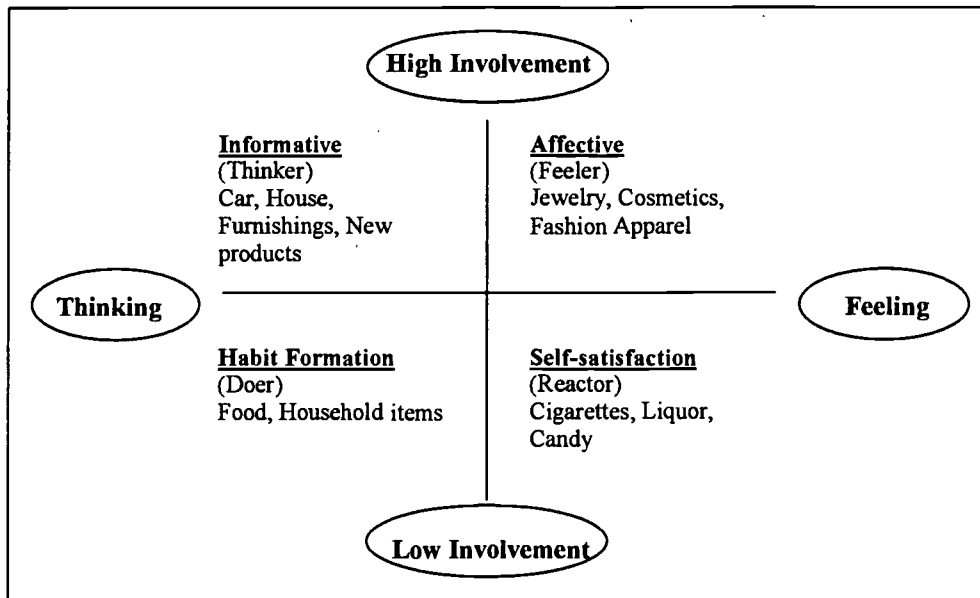 High Involvement
Informative
(Thinker)
Car, House,
Furnishings, New
products
Affective
(Feeler)
Jewelry, Cosmetics,
Fashion Apparel
Thinking
Feeling
Habit Formation
(Doer)
Food, Household items
Self-satisfaction
(Reactor)
Cigarettes, Liquor,
Candy
Low Involvement